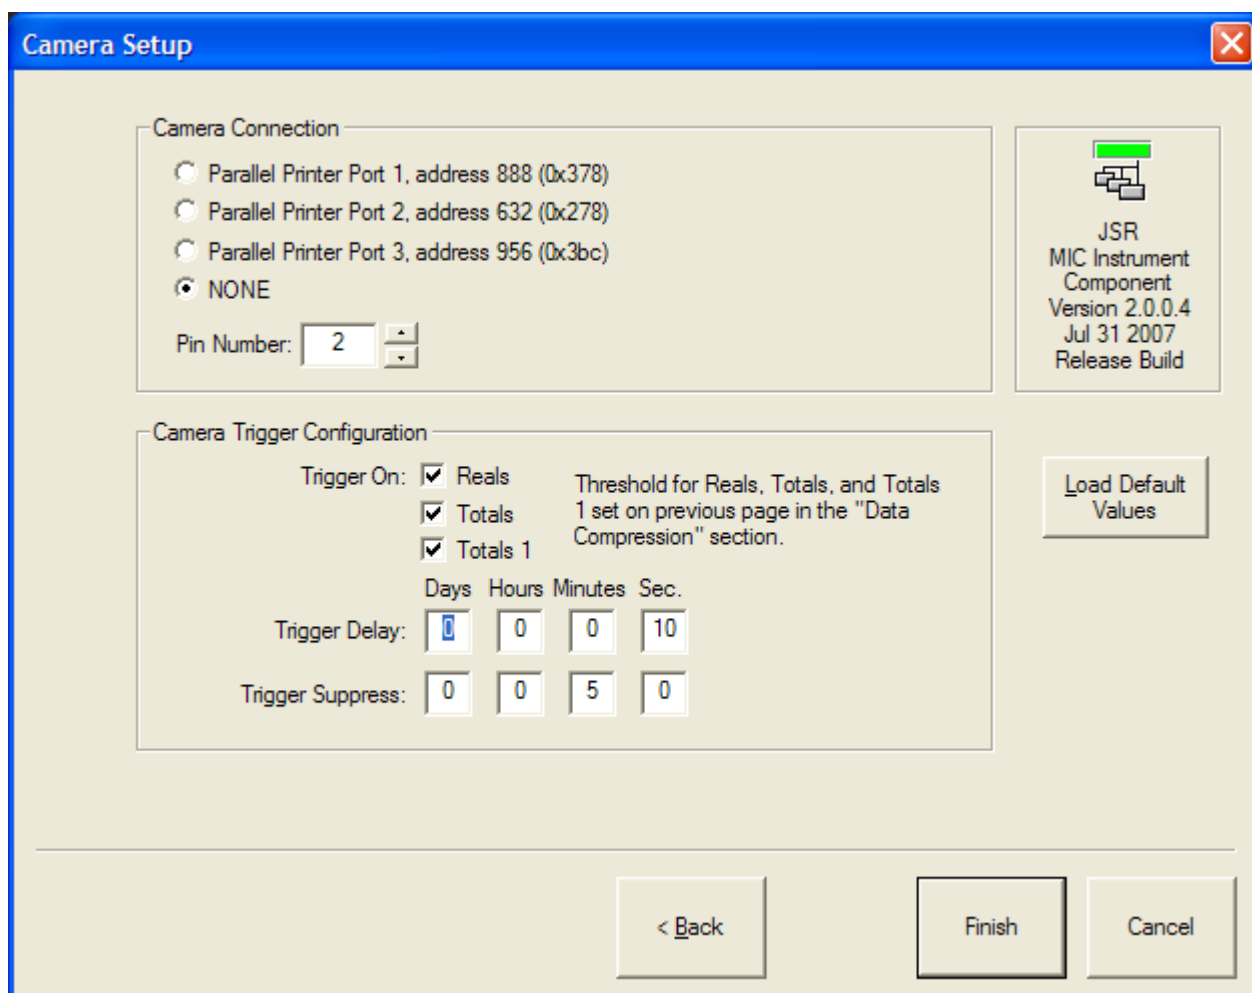 Camera Setup
Camera Connection
Parallel Printer Port 1, address 888 (0x378)
Parallel Printer Port 2, address 632 (0x278)
Parallel Printer Port 3, address 956 (0x3bc)
NONE
Pin Number: 2
JSR
MIC Instrument
Component
Version 2.0.0.4
Jul 31 2007
Release Build
Camera Trigger Configuration
Trigger On: Reals
Totals
Totals 1
Threshold for Reals, Totals, and Totals
1 set on previous page in the "Data
Compression" section.
Days Hours Minutes Sec.
Trigger Delay: 0 0 0 10
Trigger Suppress: 0 0 5 0
Load Default
Values
< Back
Finish
Cancel